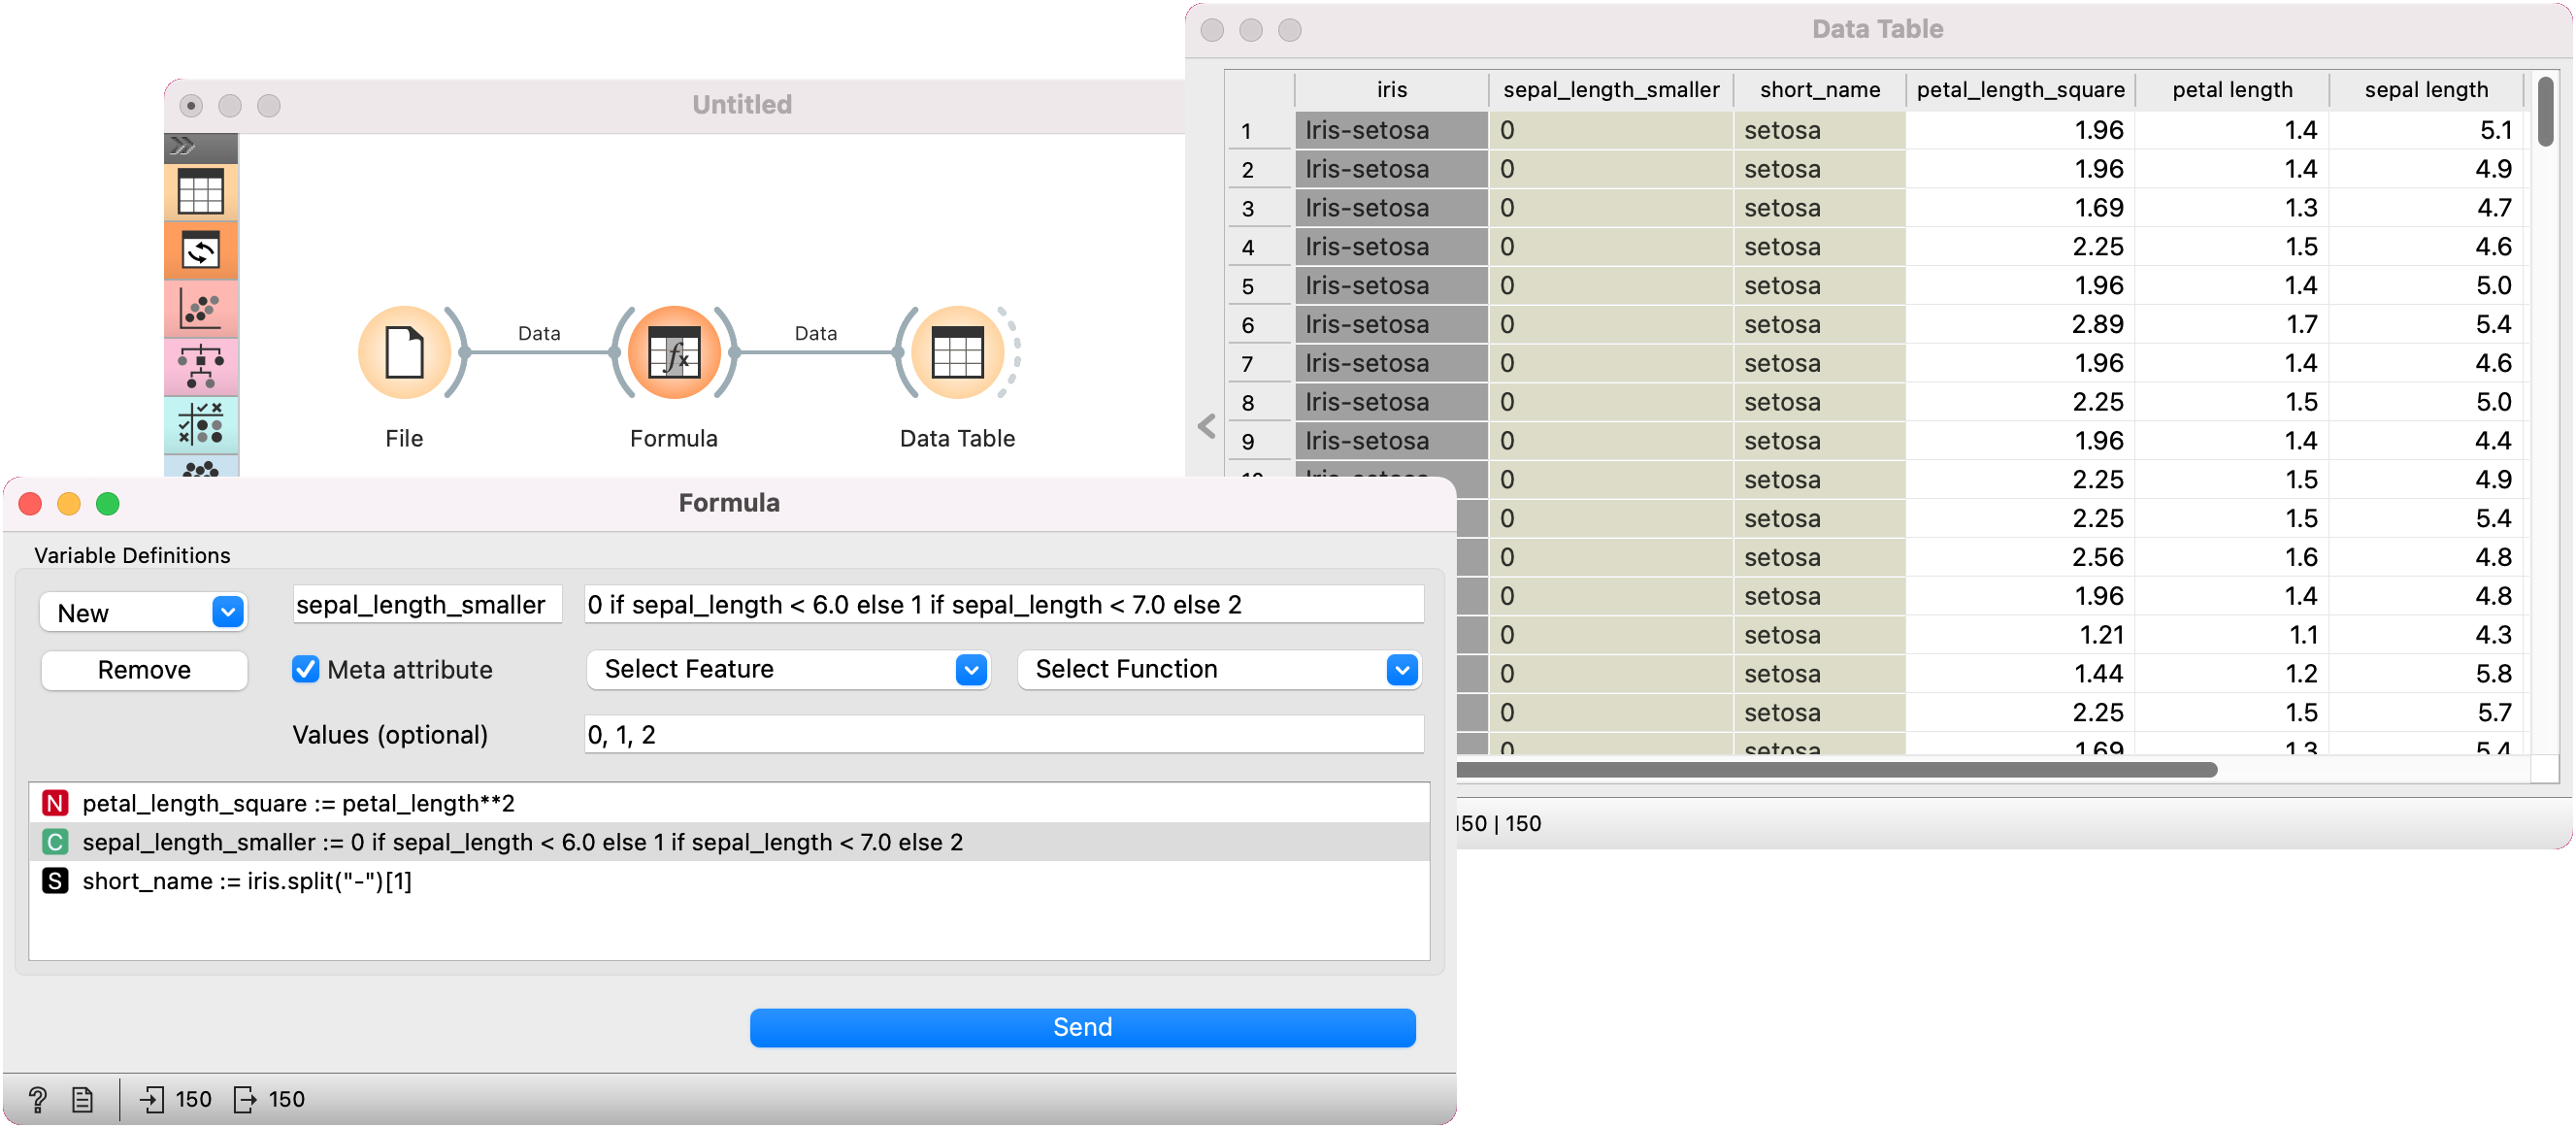 Data Table
Untitled
iris sepal_length_smaller short_name petal_length_square petal length sepal length
1 Iris-setosa 0 setosa 1.96 1.4 5.1
2 Iris-setosa 0 setosa 1.96 1.4 4.9
3 Iris-setosa 0 setosa 1.69 1.3 4.7
4 Iris-setosa 0 setosa 2.25 1.5 4.6
5 Iris-setosa 0 setosa 1.96 1.4 5.0
6 Iris-setosa 0 setosa 2.89 1.7 5.4
7 Iris-setosa 0 setosa 1.96 1.4 4.6
8 Iris-setosa 0 setosa 2.25 1.5 5.0
9 Iris-setosa 0 setosa 1.96 1.4 4.4
0 setosa 2.25 1.5 4.9
0 setosa 2.25 1.5 5.4
0 setosa 2.56 1.6 4.8
0 setosa 1.96 1.4 4.8
0 setosa 1.21 1.1 4.3
0 setosa 1.44 1.2 5.8
0 setosa 2.25 1.5 5.7
0 setosa 1.69 1.3 5.4
150 | 150
Data Data
File Formula Data Table
Formula
Variable Definitions
New sepal_length_smaller 0 if sepal_length < 6.0 else 1 if sepal_length < 7.0 else 2
Remove Meta attribute Select Feature Select Function
Values (optional) 0, 1, 2
N petal_length_square := petal_length**2
C sepal_length_smaller := 0 if sepal_length < 6.0 else 1 if sepal_length < 7.0 else 2
S short_name := iris.split("-")[1]
Send
? 150 150